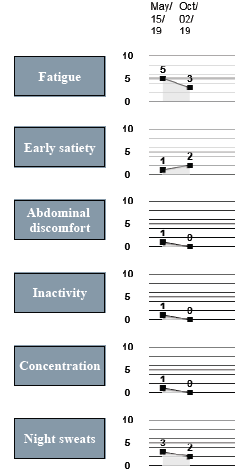 May/ Oct/
15/ 02/
19 19
10
Fatigue 5 5 3
0
10
Early satiety 5 1 2
0
10
Abdominal
discomfort 5 1 0
0
10
Inactivity 5 1 0
0
10
Concentration 5 1 0
0
10
Night sweats 5 3 2
0